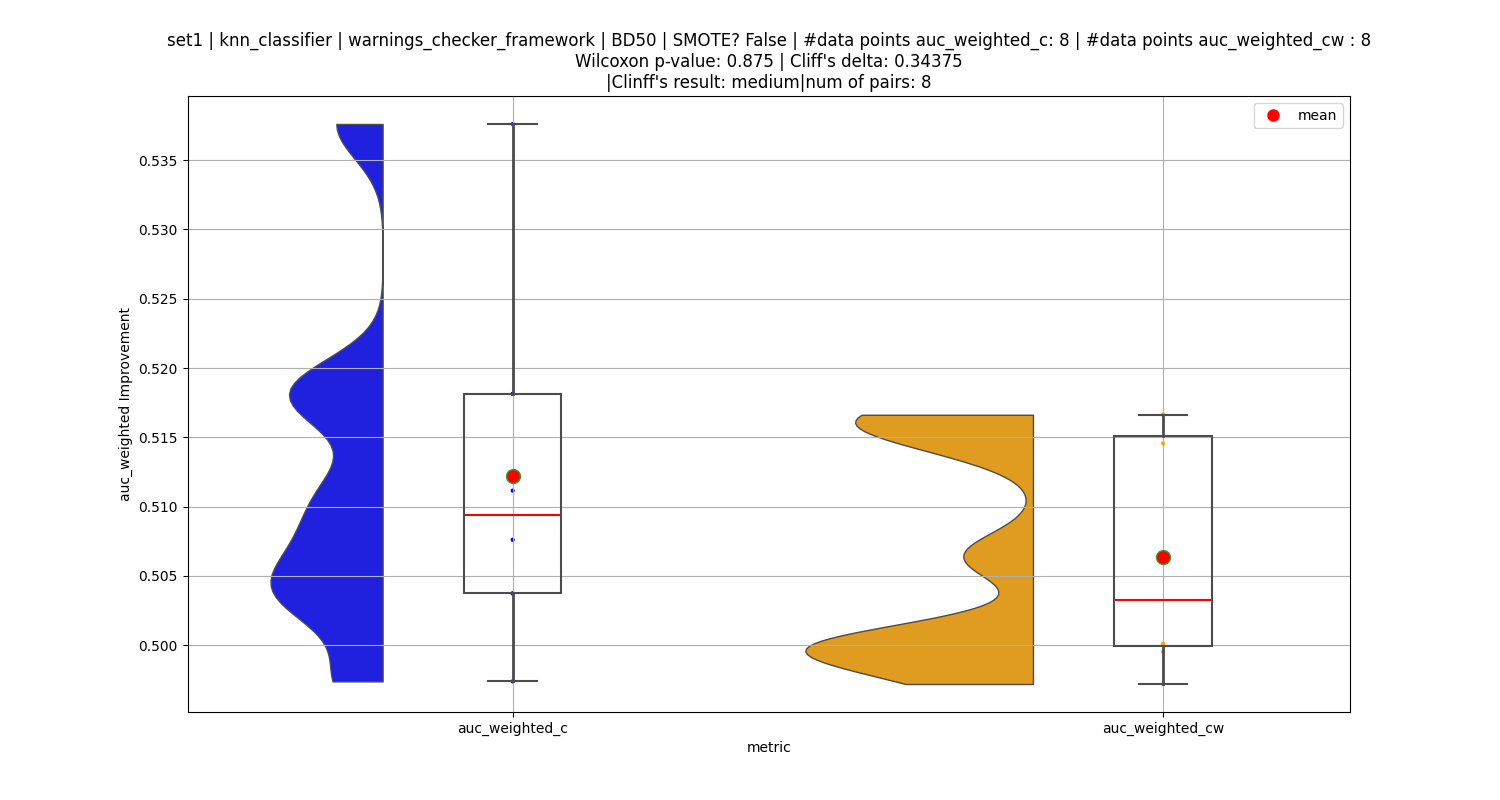 set1 | knn_classifier | warnings_checker_framework | BD50 | SMOTE? False | #data points auc_weighted_c: 8 | #data points auc_weighted_cw : 8
Wilcoxon p-value: 0.875 | Cliff's delta: 0.34375
|Clinff's result: medium|num of pairs: 8
mean
0.535
0.530
0.525
0.520
0.515
0.510
0.505
0.500
auc_weighted Improvement
auc_weighted_c
auc_weighted_cw
metric